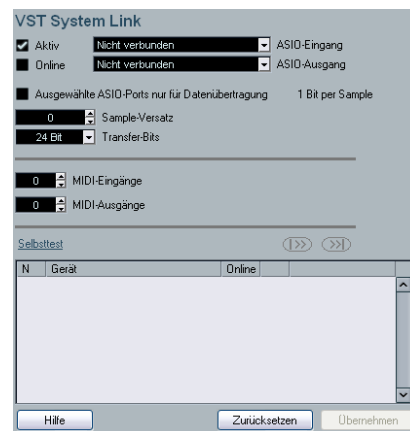 VST System Link
Aktiv Nicht verbunden ASIO-Eingang
Online Nicht verbunden ASIO-Ausgang
Ausgewählte ASIO-Ports nur für Datenübertragung 1 Bit per Sample
0 Sample-Versatz
24 Bit Transfer-Bits
0 MIDI-Eingänge
0 MIDI-Ausgänge
Selbsttest
N Gerät Online
Hilfe Zurücksetzen Übernehmen